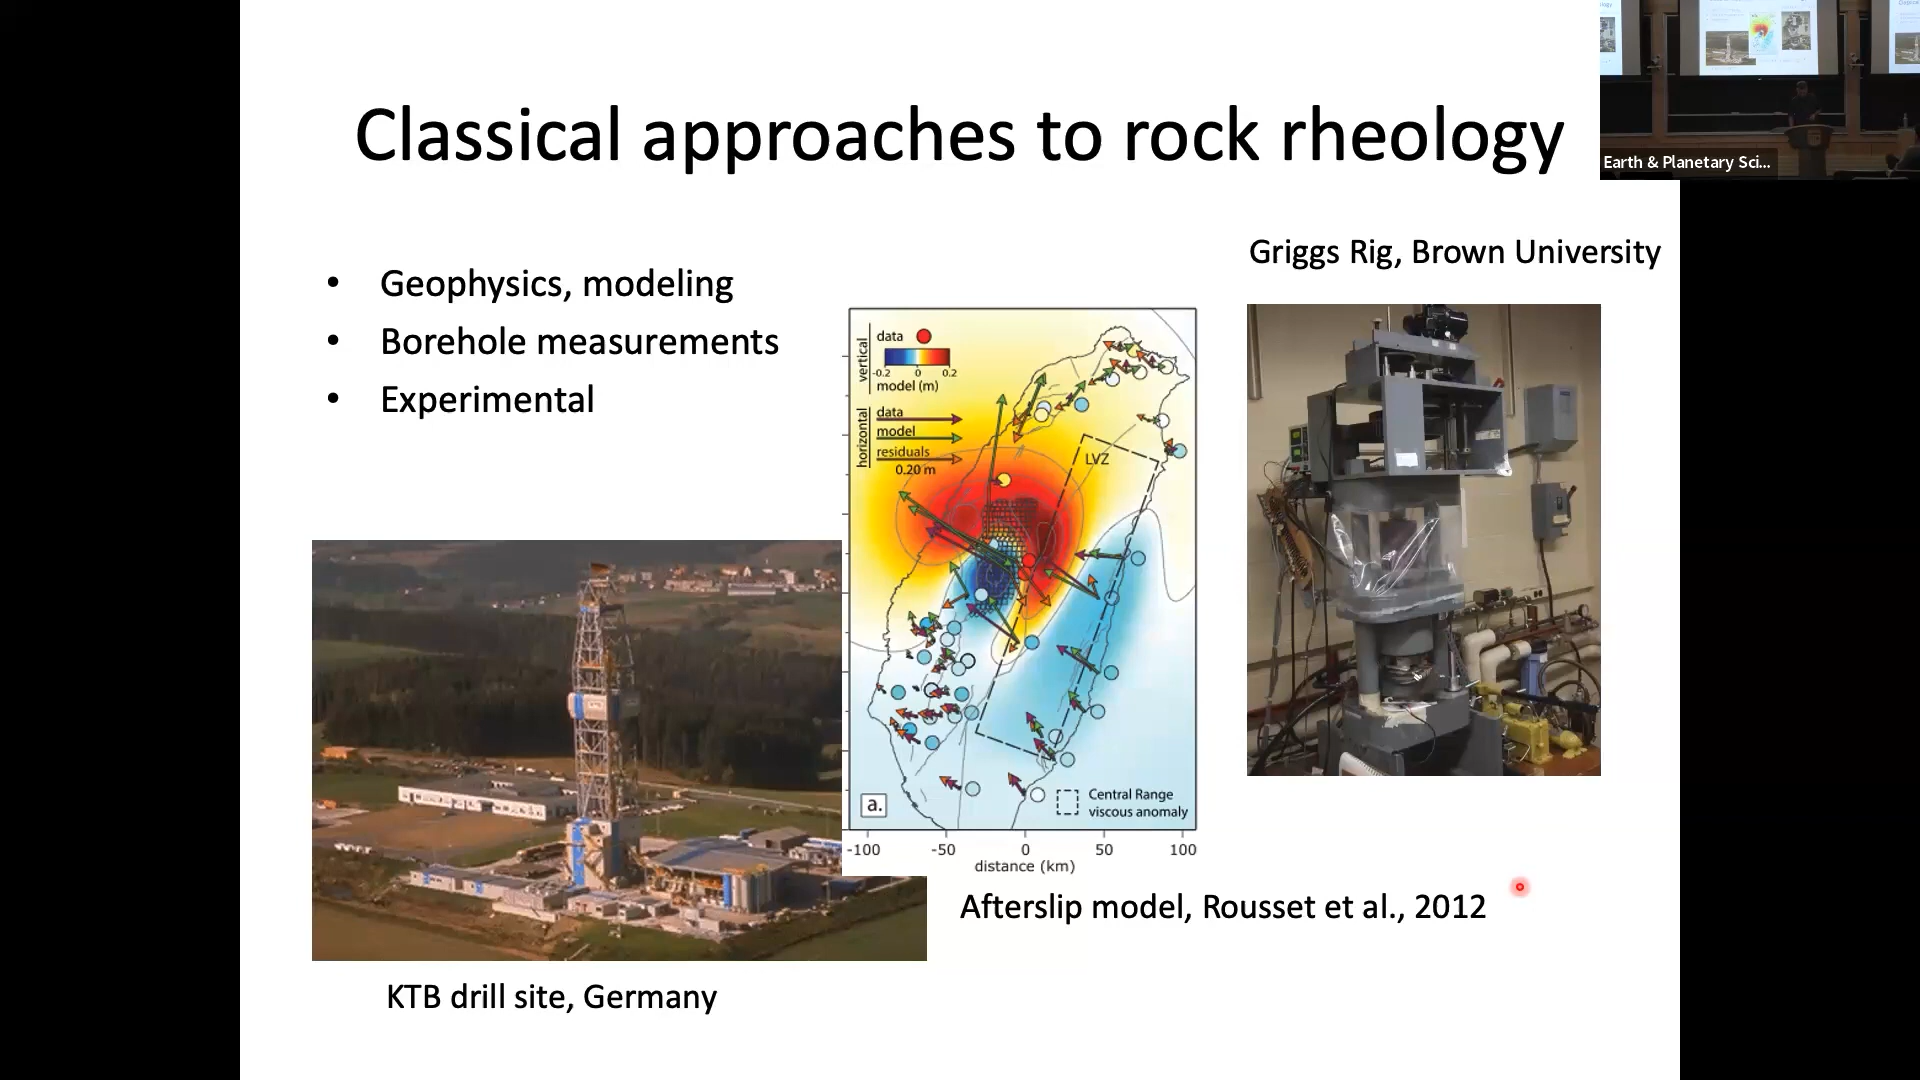 Classical approaches to rock rheology
Earth & Planetary Sci...
• Geophysics, modeling
• Borehole measurements
• Experimental
Griggs Rig, Brown University
vertical
data
-0.2 0 0.2
model (m)
horizontal
data
model
residuals
0.20 m
LVZ
a.
Central Range
viscous anomaly
-100 -50 0 50 100
distance (km)
Afterslip model, Rousset et al., 2012
KTB drill site, Germany